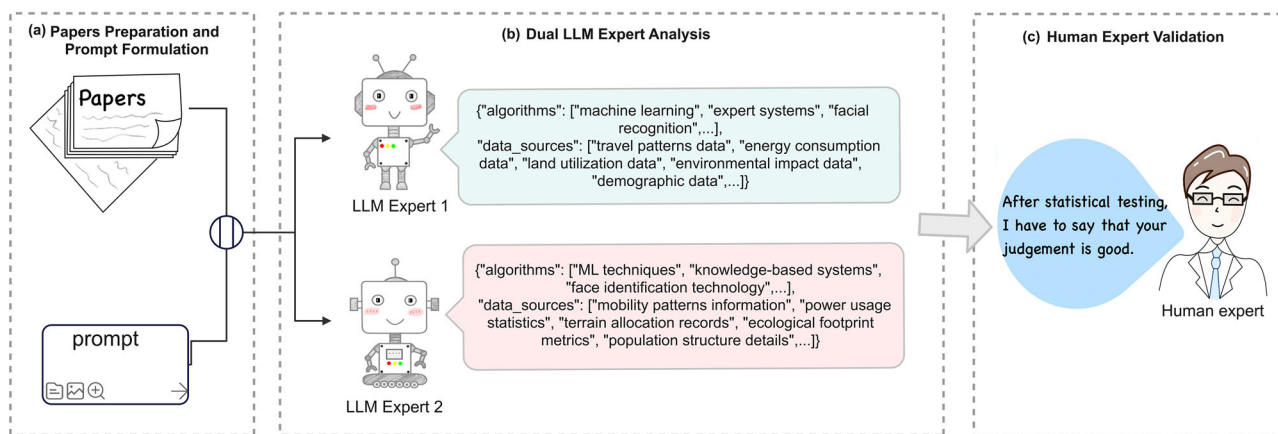 (a) Papers Preparation and
Prompt Formulation
Papers
prompt
(b) Dual LLM Expert Analysis
LLM Expert 1
{"algorithms": ["machine learning", "expert systems", "facial
recognition",...],
"data_sources": ["travel patterns data", "energy consumption
data", "land utilization data", "environmental impact data",
"demographic data",...]}
LLM Expert 2
{"algorithms": ["ML techniques", "knowledge-based systems",
"face identification technology",...],
"data_sources": ["mobility patterns information", "power usage
statistics", "terrain allocation records", "ecological footprint
metrics", "population structure details",...]}
(c) Human Expert Validation
After statistical testing,
I have to say that your
judgement is good.
Human expert